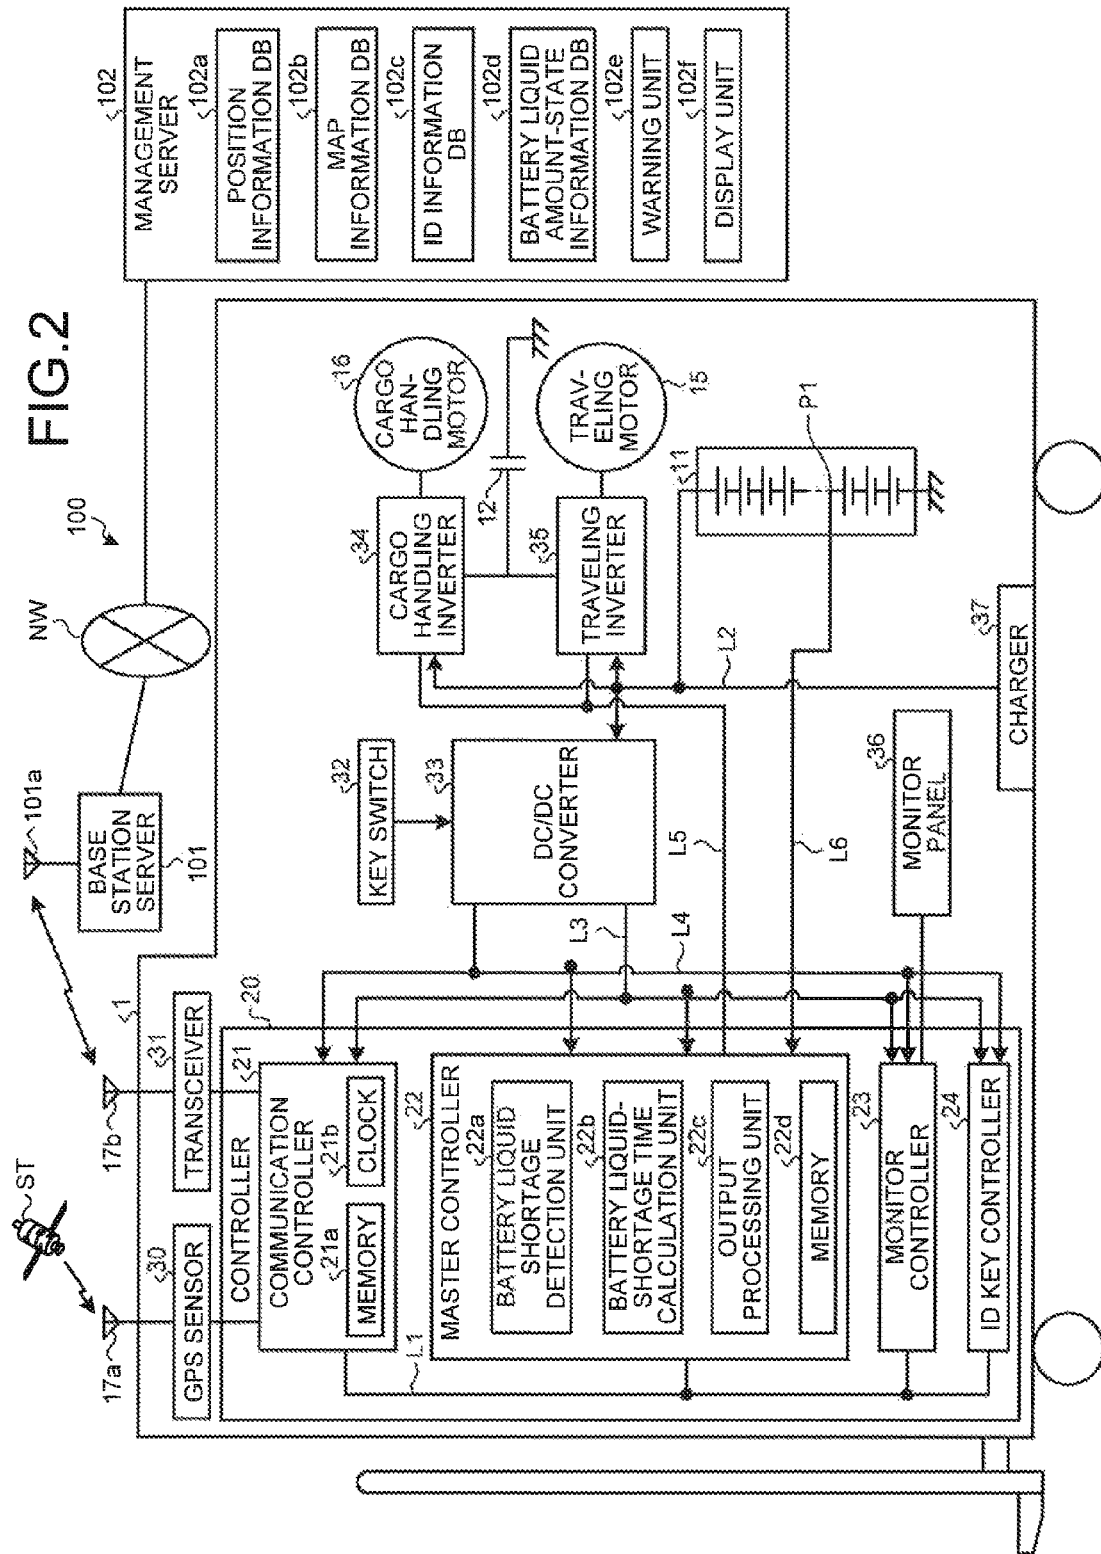 FIG.2
100
ST
17a
17b
101a
BASE
STATION
SERVER
101
NW
MANAGEMENT
SERVER
102
102a
POSITION
INFORMATION DB
102b
MAP
INFORMATION DB
102c
ID INFORMATION
DB
102d
BATTERY LIQUID
AMOUNT-STATE
INFORMATION DB
102e
WARNING UNIT
102f
DISPLAY UNIT
1
30
GPS SENSOR
31
TRANSCEIVER
20
CONTROLLER
21
COMMUNICATION
CONTROLLER
21a
MEMORY
21b
CLOCK
L1
MASTER CONTROLLER
22
22a
BATTERY LIQUID
SHORTAGE
DETECTION UNIT
22b
BATTERY LIQUID-
SHORTAGE TIME
CALCULATION UNIT
22c
OUTPUT
PROCESSING UNIT
22d
MEMORY
23
MONITOR
CONTROLLER
24
ID KEY CONTROLLER
32
KEY SWITCH
33
DC/DC
CONVERTER
L3
L4
L5
L6
L2
34
CARGO
HANDLING
INVERTER
16
CARGO
HAN-
DLING
MOTOR
12
35
TRAVELING
INVERTER
TRAV-
ELING
MOTOR
15
11
P1
36
MONITOR
PANEL
37
CHARGER